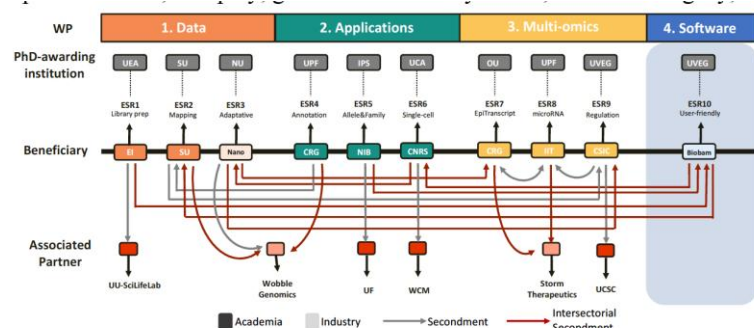 WP 1. Data 2. Applications 3. Multi-omics 4. Software
PhD-awarding
institution
UEA SU NU UPF IPS UCA OU UPF UVEG UVEG
ESR1 ESR2 ESR3 ESR4 ESR5 ESR6 ESR7 ESR8 ESR9 ESR10
Library prep Mapping Adaptive Annotation Allele&Family Single-cell EpiTranscript microRNA Regulation User-friendly
Beneficiary EI SU Nano CRG NIB CNRS CRG IIT CSIC Biobam
Associated
Partner
UU-SciLifeLab Wobble
Genomics UF WCM Storm
Therapeutics UCSC
Academia Industry Secondment Intersectorial
Secondment